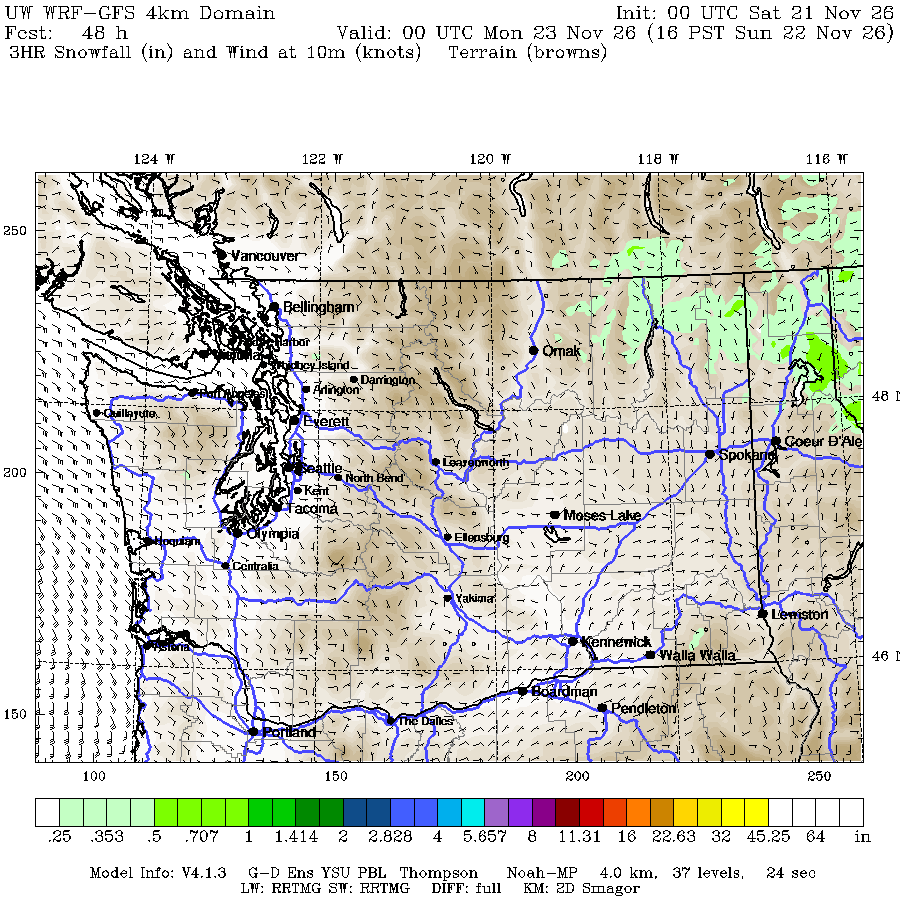 UW WRF-GFS 4km Domain Init: 00 UTC Sat 21 Nov 26
Fcst: 48 h Valid: 00 UTC Mon 23 Nov 26 (16 PST Sun 22 Nov 26)
3HR Snowfall (in) and Wind at 10m (knots) Terrain (browns)
124 W 122 W 120 W 118 W 116 W
250
Vancouver
Bellingham
Whidbey Island
Omak
Darrington
Arlington
Port Angeles
48 N
Quillayute
Everett
Coeur D'Ale
Spokane
Leavenworth
200
Seattle
North Bend
Kent
Tacoma
Moses Lake
Olympia
Ellensburg
Hoquiam
Centralia
Yakima
Lewiston
Kennewick
Astoria
Walla Walla
46 N
Boardman
Pendleton
150
The Dalles
Portland
100 150 200 250
.25 .353 .5 .707 1 1.414 2 2.828 4 5.657 8 11.31 16 22.63 32 45.25 64 in
Model Info: V4.1.3 G-D Ens YSU PBL Thompson Noah-MP 4.0 km, 37 levels, 24 sec
LW: RRTMG SW: RRTMG DIFF: full KM: 2D Smagor